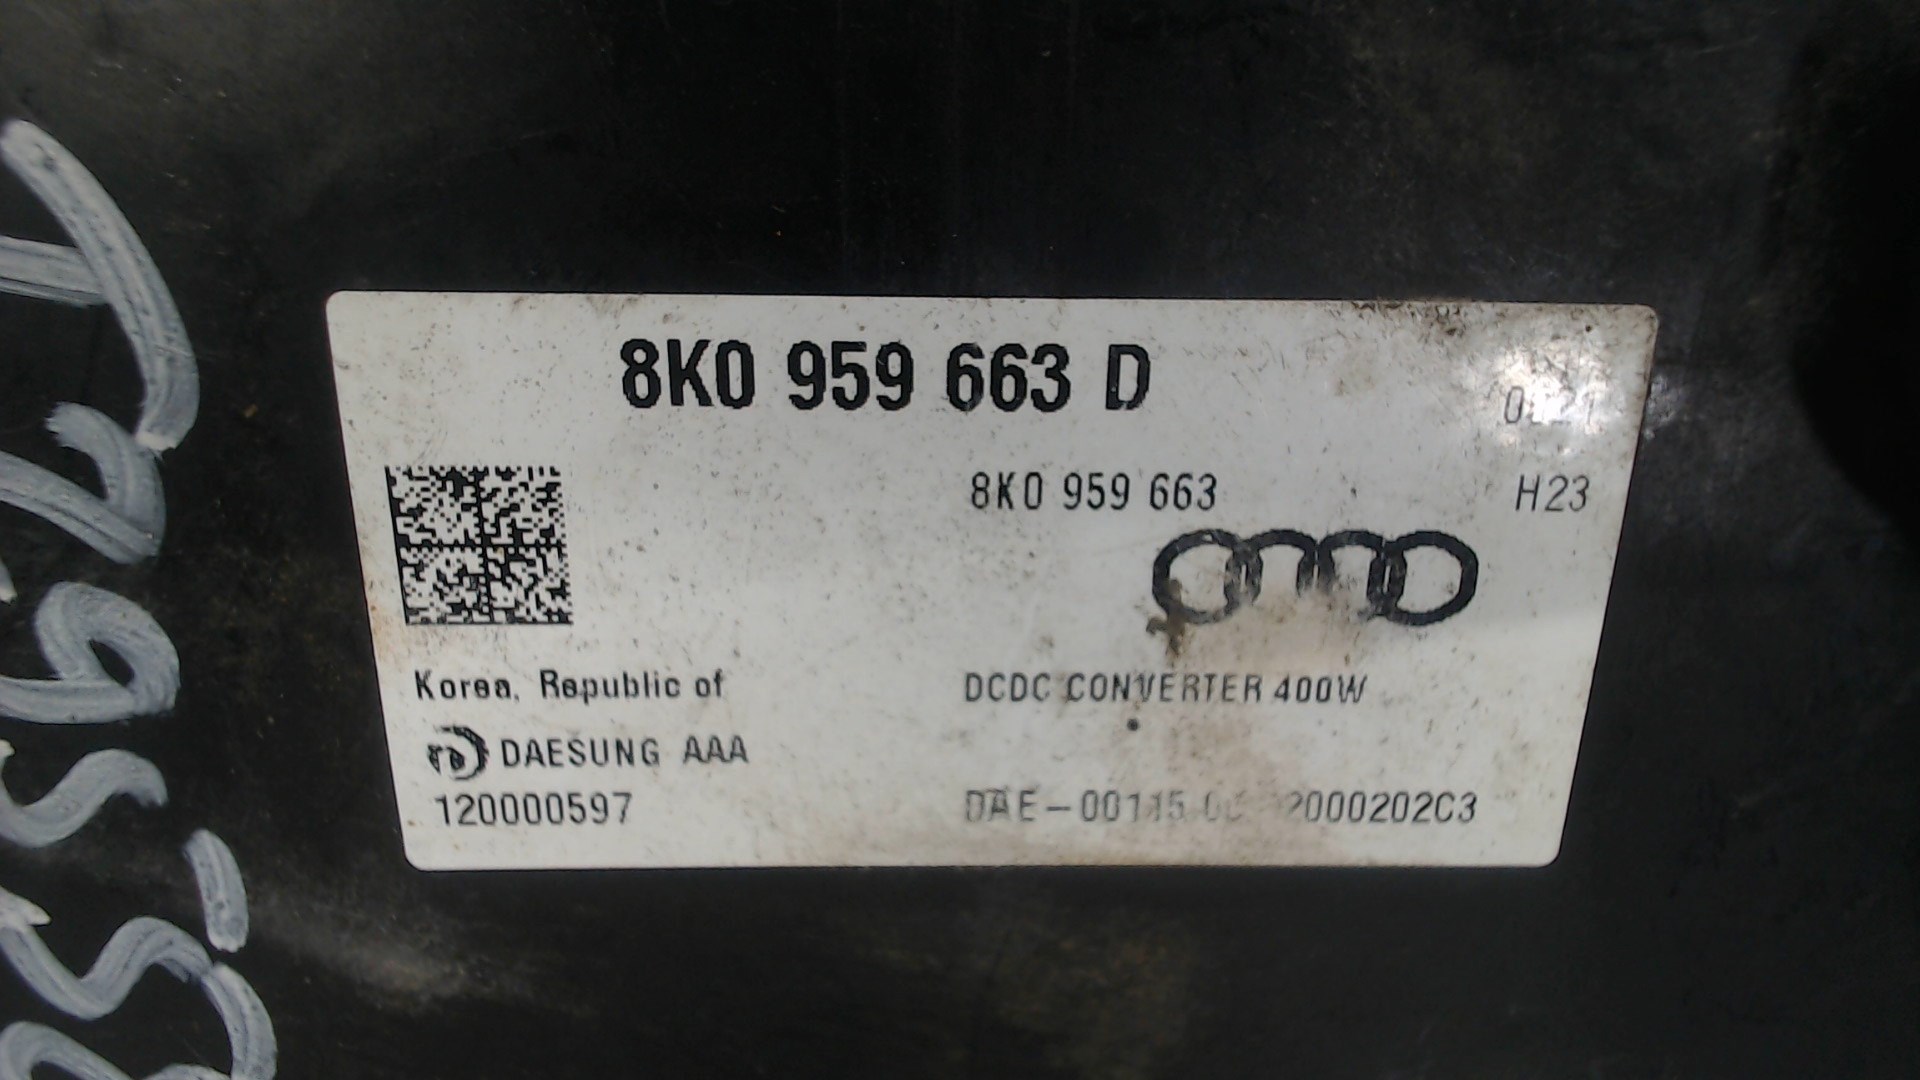 8K0 959 663 D
8K0 959 663
H23
Korea, Republic of
DCDC CONVERTER 400W
DAESUNG AAA
120000597